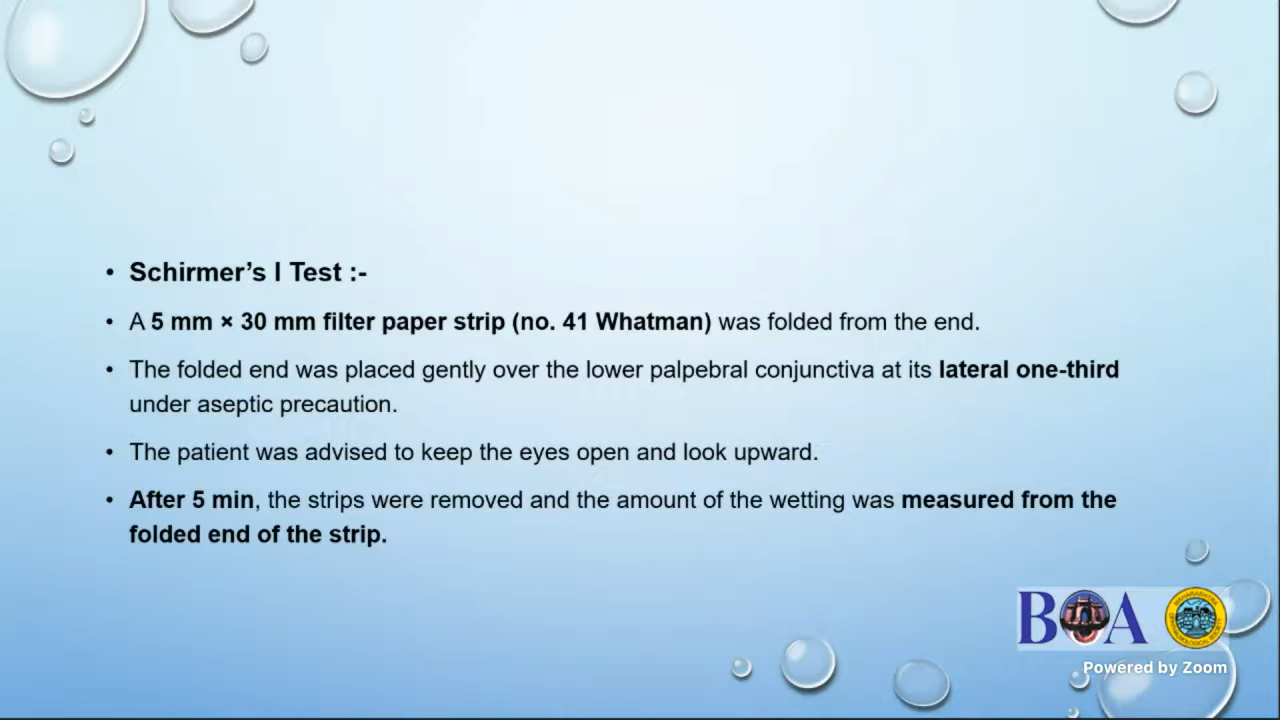 • Schirmer’s I Test :-
• A 5 mm × 30 mm filter paper strip (no. 41 Whatman) was folded from the end.
• The folded end was placed gently over the lower palpebral conjunctiva at its lateral one-third
under aseptic precaution.
• The patient was advised to keep the eyes open and look upward.
• After 5 min, the strips were removed and the amount of the wetting was measured from the
folded end of the strip.
BOA
Powered by Zoom